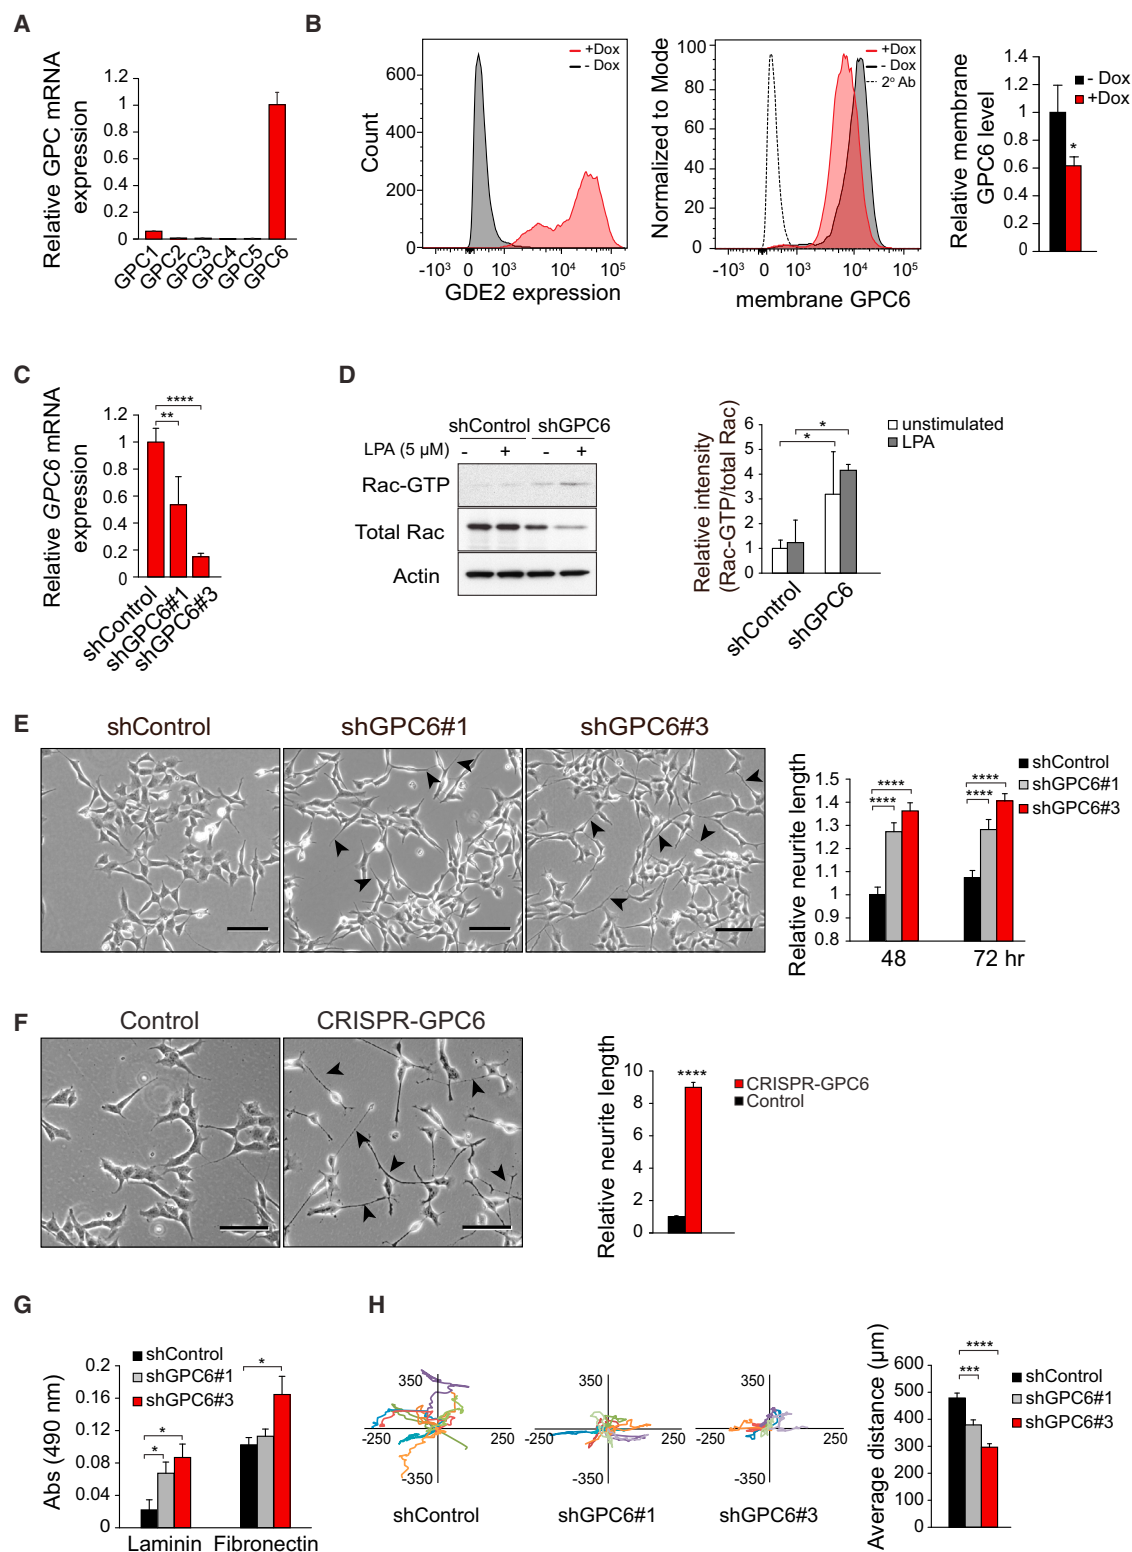 A
Relative GPC mRNA
expression
1.2
1
0.8
0.6
0.4
0.2
0
GPC1
GPC2
GPC3
GPC4
GPC5
GPC6
B
Count
600
400
200
0
+Dox
- Dox
-10³ 0 10³ 10⁴ 10⁵
GDE2 expression
Normalized to Mode
100
80
60
40
20
0
+Dox
- Dox
2º Ab
-10³ 0 10³ 10⁴ 10⁵
membrane GPC6
Relative membrane
GPC6 level
1.4
1.2
1
0.8
0.6
0.4
0.2
0
*
- Dox
+Dox
C
Relative GPC6 mRNA
expression
1.2
1
0.8
0.6
0.4
0.2
0
****
**
shControl
shGPC6#1
shGPC6#3
D
shControl shGPC6
LPA (5 µM) - + - +
Rac-GTP
Total Rac
Actin
Relative intensity
(Rac-GTP/total Rac)
6
5
4
3
2
1
0
*
*
unstimulated
LPA
shControl
shGPC6
E
shControl
shGPC6#1
shGPC6#3
Relative neurite length
1.5
1.4
1.3
1.2
1.1
1
0.9
0.8
****
****
****
****
48 72 hr
shControl
shGPC6#1
shGPC6#3
F
Control
CRISPR-GPC6
Relative neurite length
10
8
6
4
2
0
****
CRISPR-GPC6
Control
G
Abs (490 nm)
0.2
0.16
0.12
0.08
0.04
0
shControl
shGPC6#1
shGPC6#3
*
*
*
Laminin Fibronectin
H
350
-250 250
-350
shControl
350
-250 250
-350
shGPC6#1
350
-250 250
-350
shGPC6#3
Average distance (µm)
600
500
400
300
200
100
0
****
***
shControl
shGPC6#1
shGPC6#3